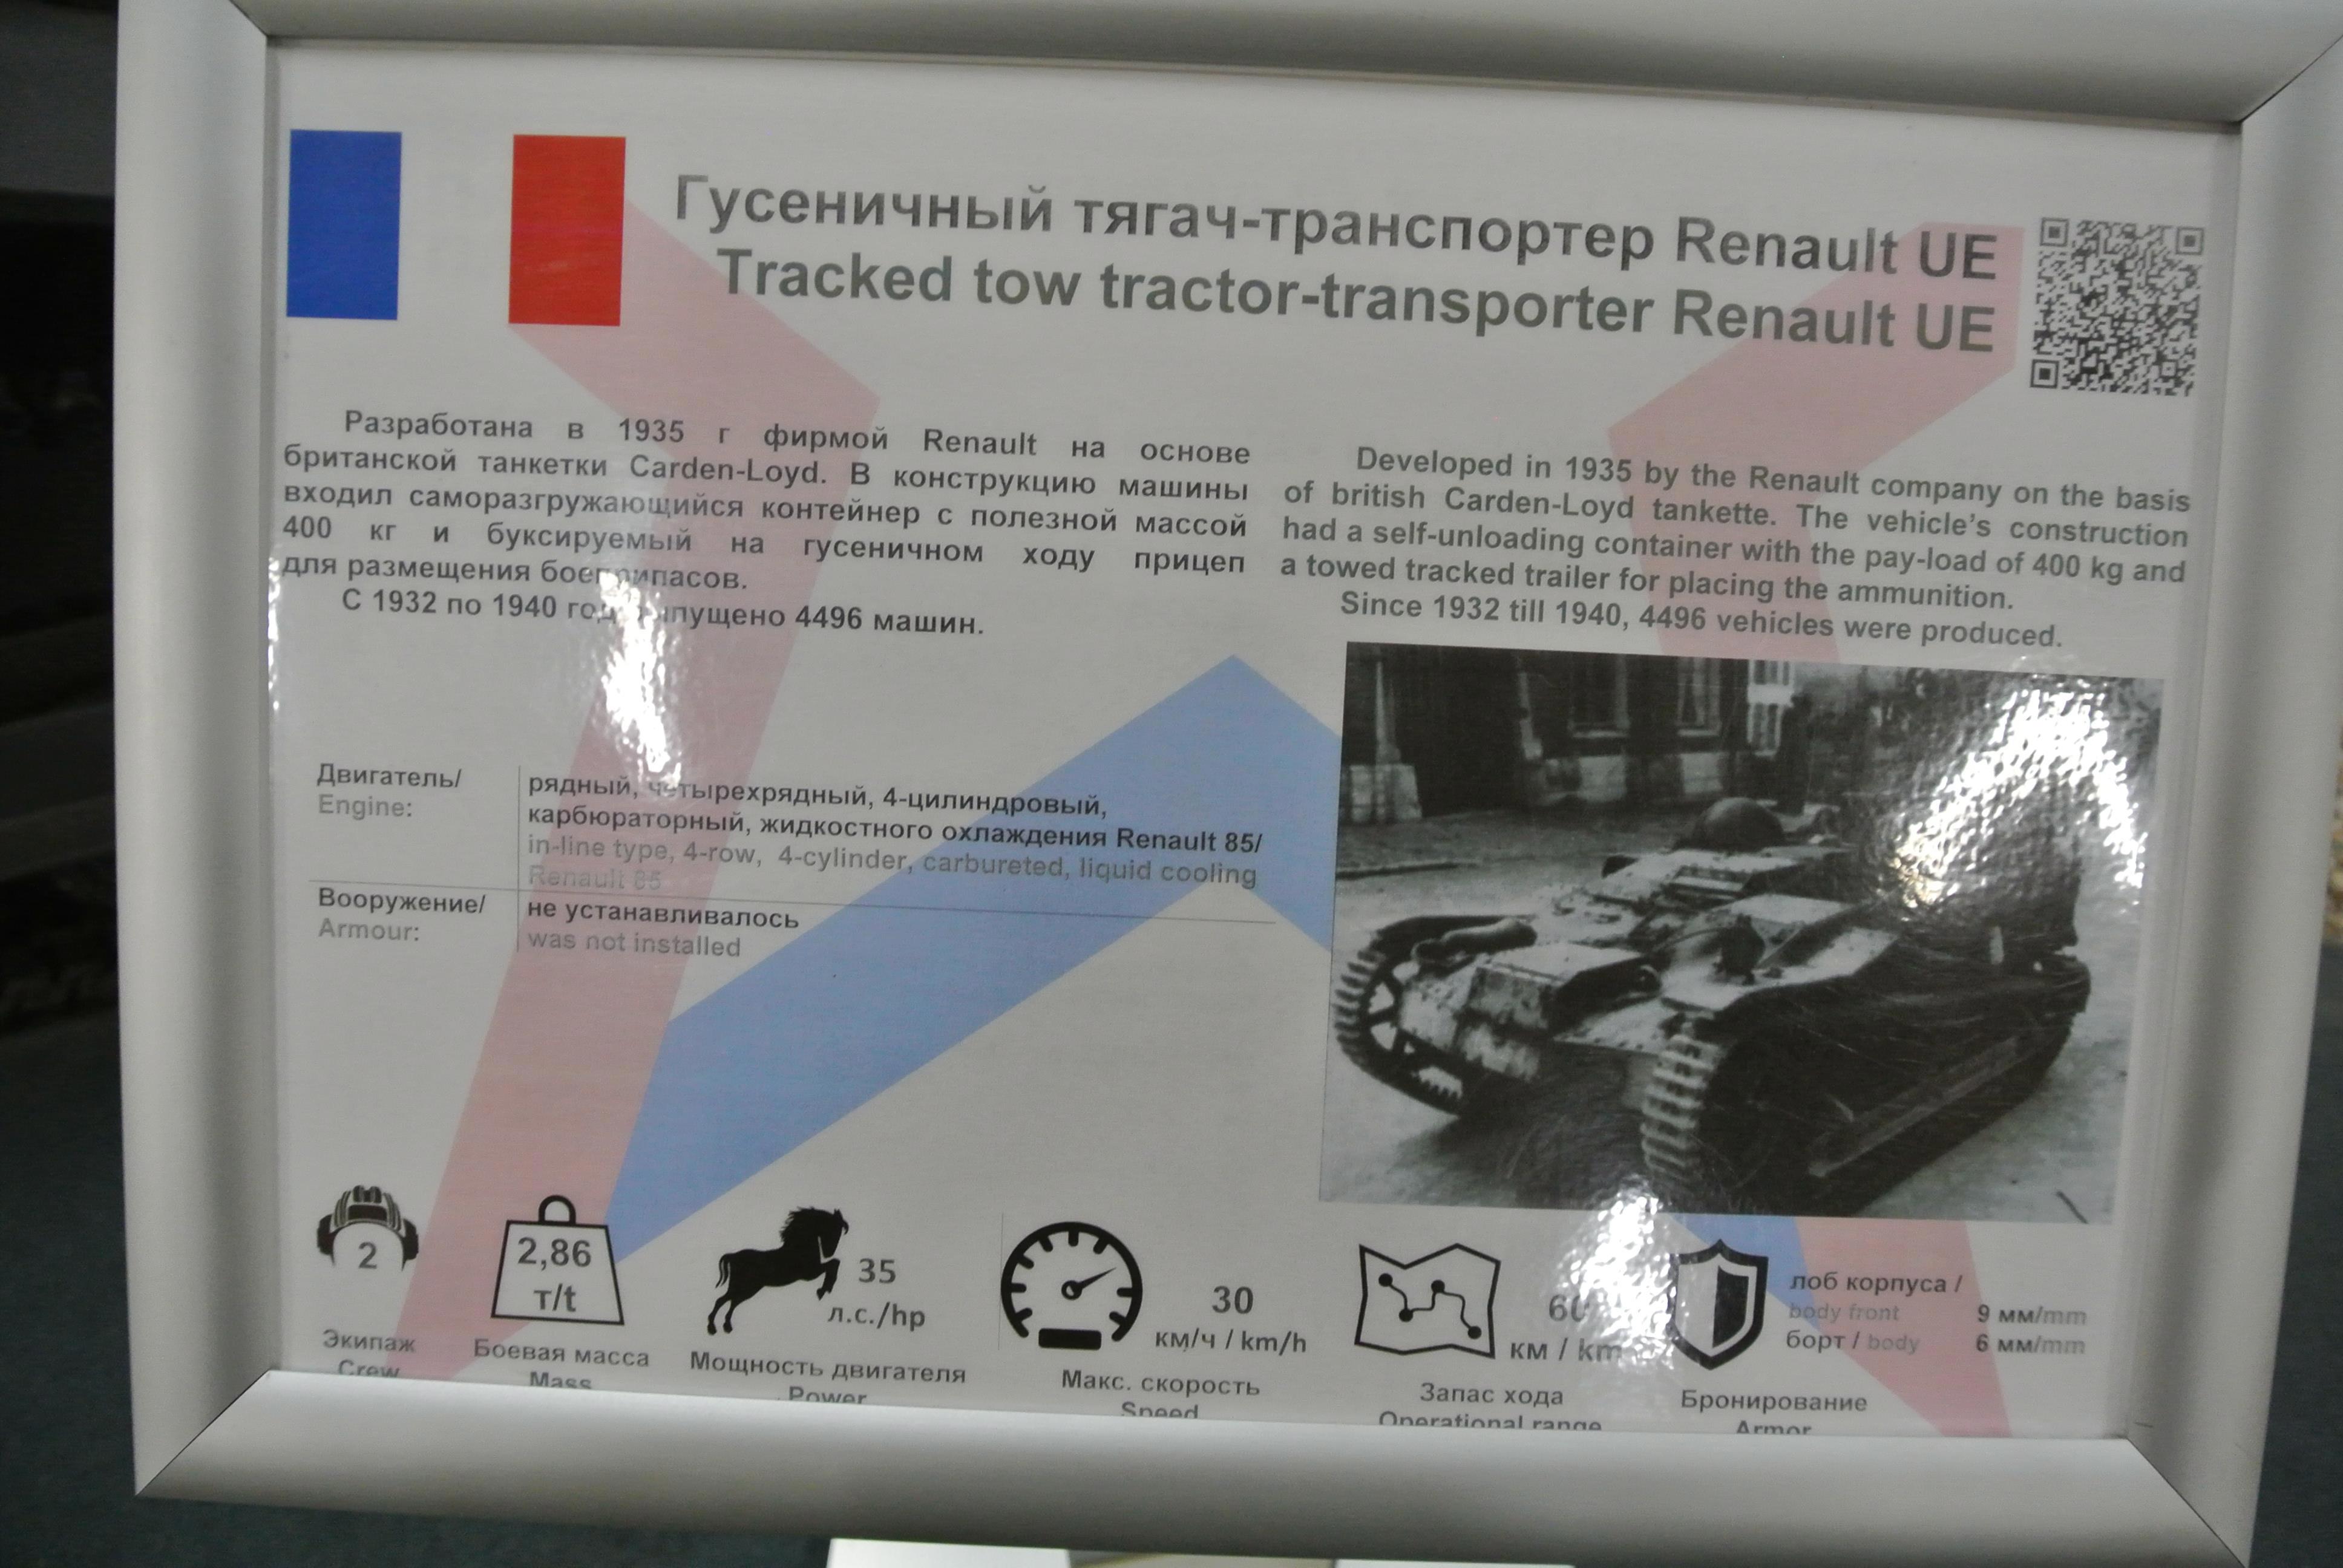 Гусеничный тягач-транспортер Renault UE
Tracked tow tractor-transporter Renault UE
Разработана в 1935 г фирмой Renault на основе
британской танкетки Carden-Loyd. В конструкцию машины
входил саморазгружающийся контейнер с полезной массой
400 кг и буксируемый на гусеничном ходу прицеп
для размещения боеприпасов.
С 1932 по 1940 4496 машин.
Developed in 1935 by the Renault company on the basis
of british Carden-Loyd tankette. The vehicle's construction
had a self-unloading container with the pay-load of 400 kg and
a towed tracked trailer for placing the ammunition.
Since 1932 till 1940, 4496 vehicles were produced.
Двигатель/
Engine:
рядный, четырехрядный, 4-цилиндровый,
карбюраторный, жидкостного охлаждения Renault 85/
in-line type, 4-row, 4-cylinder, carbureted, liquid cooling
Renault 85
Вооружение/
Armour:
не устанавливалось
was not installed
2
Экипаж
Crew
2,86
т/t
Боевая масса
Mass
35
л.с./hp
Мощность двигателя
Power
30
км/ч / km/h
Макс. скорость
Speed
км / km
Запас хода
Operational range
лоб корпуса /
body front 9 мм/mm
борт / body 6 мм/mm
Бронирование
Armor